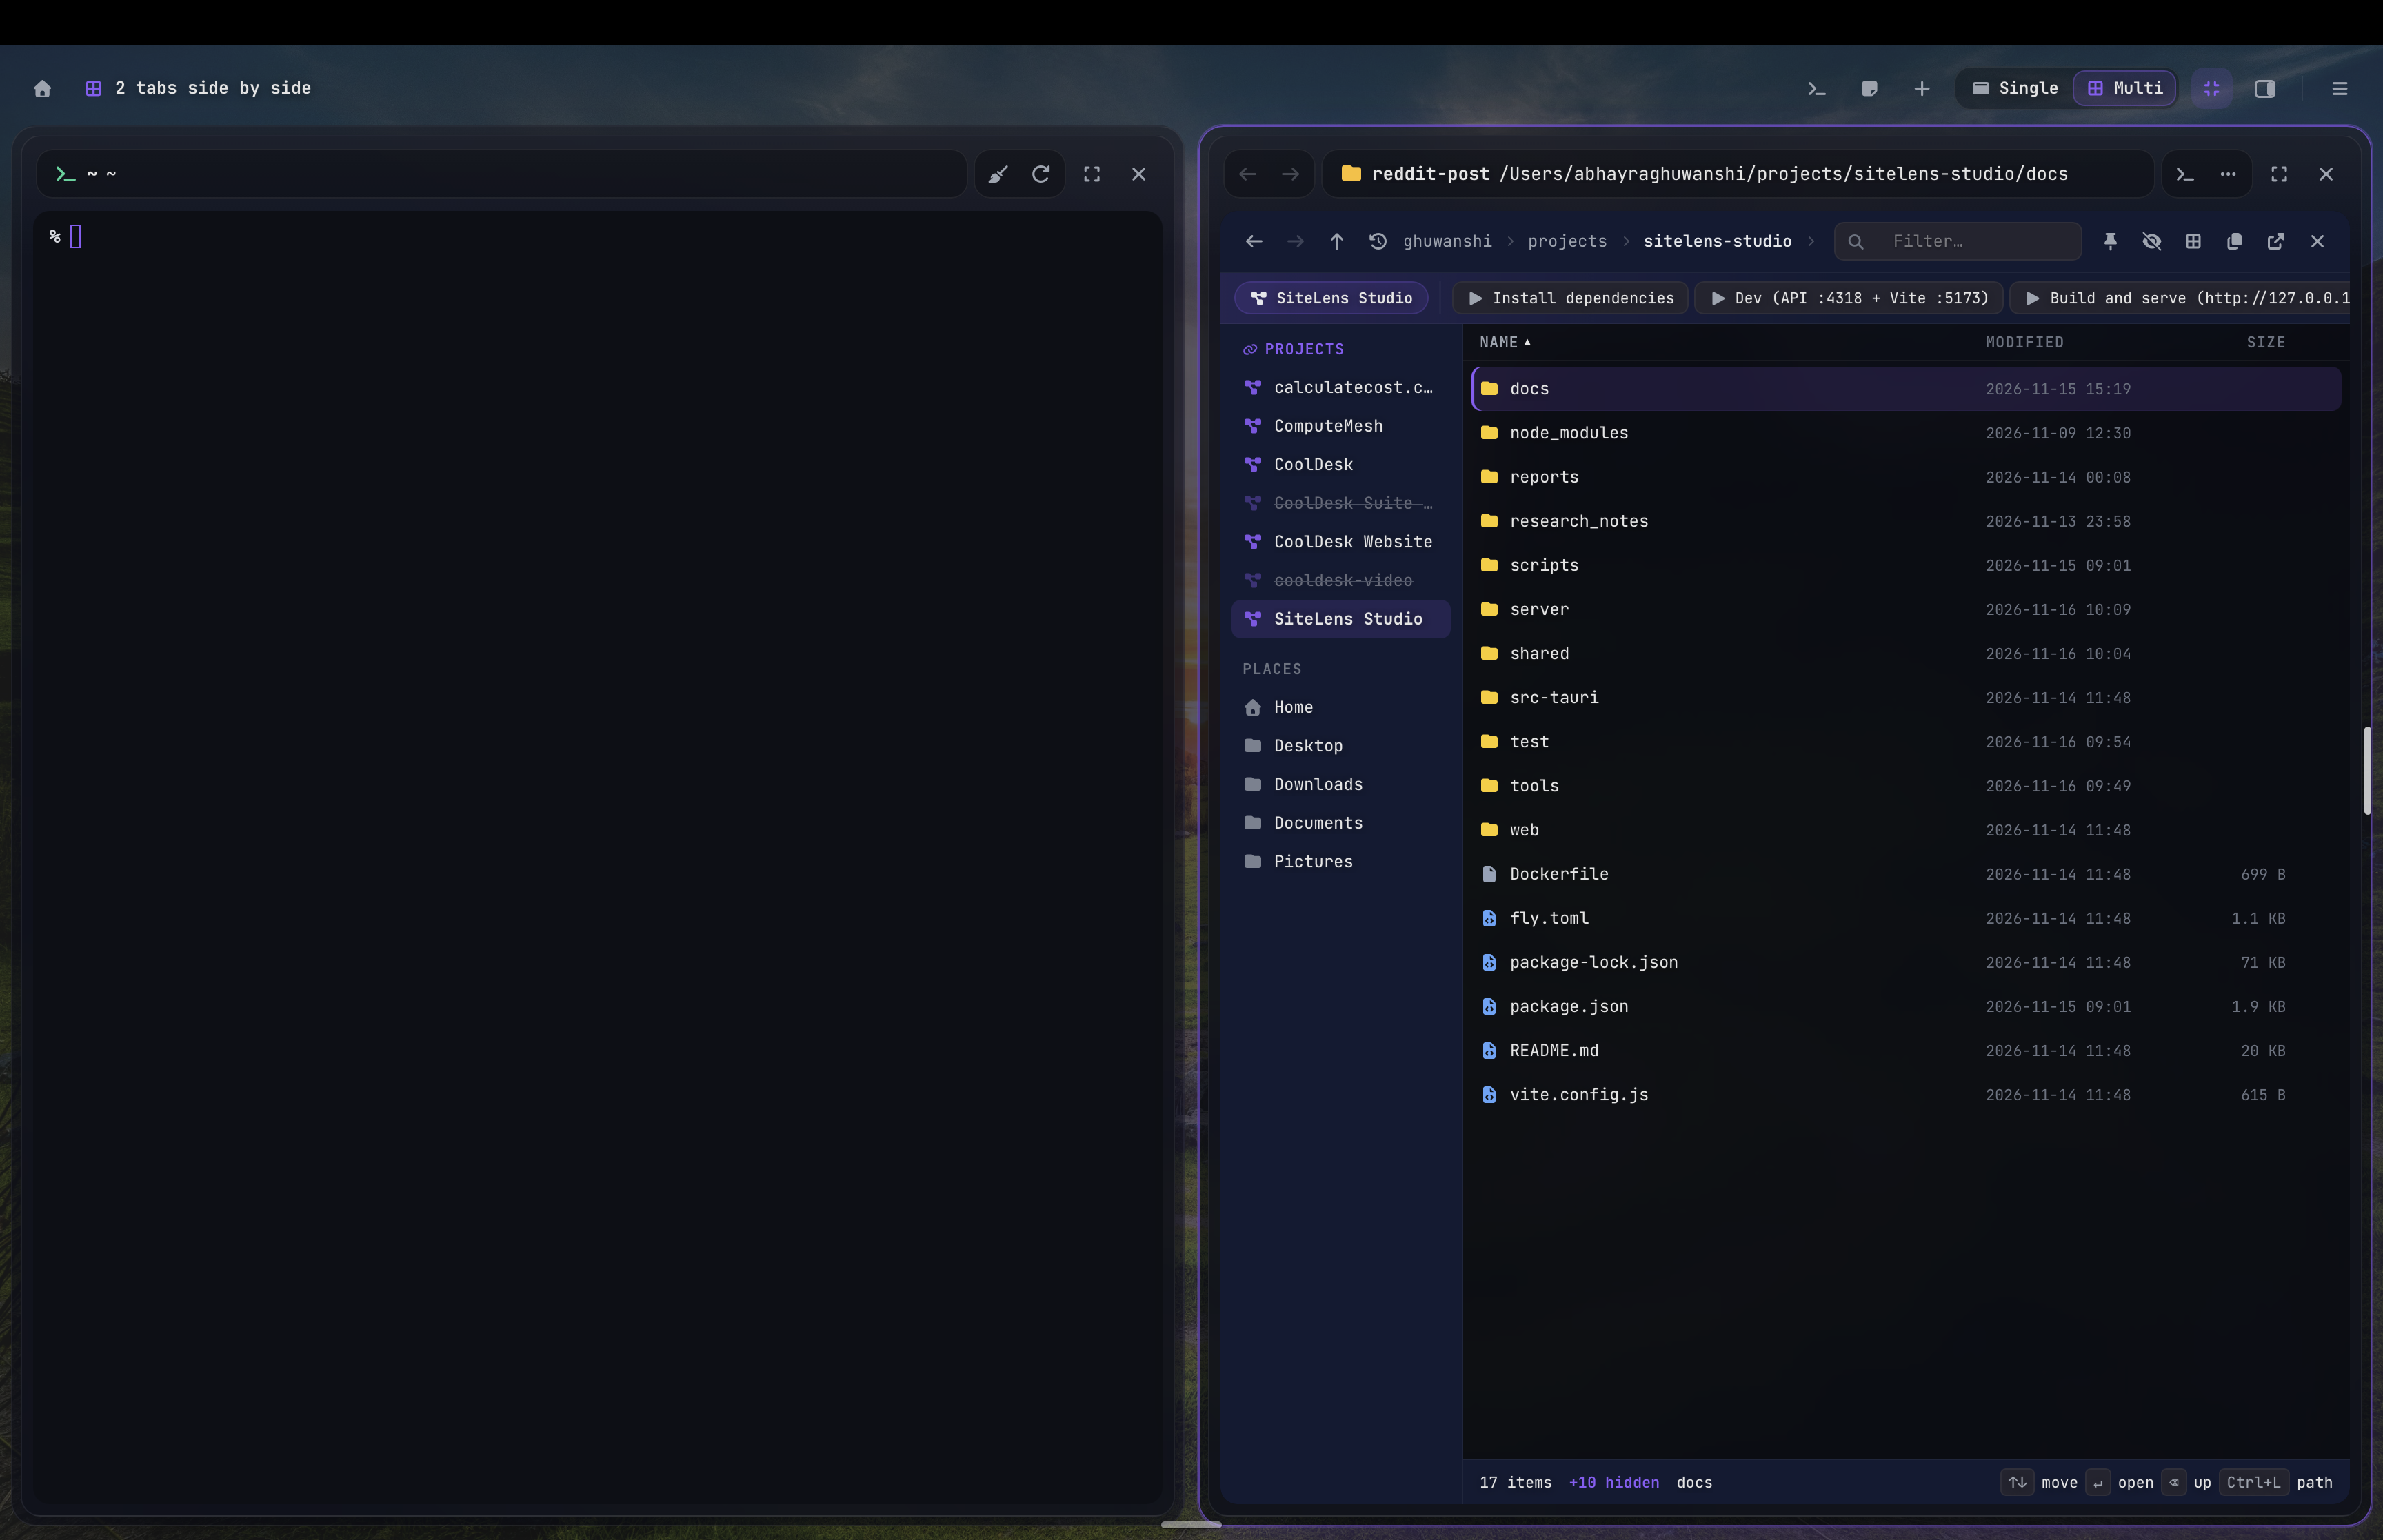 2 tabs side by side
Single Multi
~ ~
%
reddit-post /Users/abhayraghuwanshi/projects/sitelens-studio/docs
ghuwanshi > projects > sitelens-studio > Filter…
SiteLens Studio Install dependencies Dev (API :4318 + Vite :5173) Build and serve (http://127.0.0.1
PROJECTS
calculatecost.c…
ComputeMesh
CoolDesk
CoolDesk Suite …
CoolDesk Website
cooldesk-video
SiteLens Studio
PLACES
Home
Desktop
Downloads
Documents
Pictures
NAME ▲ MODIFIED SIZE
docs 2026-11-15 15:19
node_modules 2026-11-09 12:30
reports 2026-11-14 00:08
research_notes 2026-11-13 23:58
scripts 2026-11-15 09:01
server 2026-11-16 10:09
shared 2026-11-16 10:04
src-tauri 2026-11-14 11:48
test 2026-11-16 09:54
tools 2026-11-16 09:49
web 2026-11-14 11:48
Dockerfile 2026-11-14 11:48 699 B
fly.toml 2026-11-14 11:48 1.1 KB
package-lock.json 2026-11-14 11:48 71 KB
package.json 2026-11-15 09:01 1.9 KB
README.md 2026-11-14 11:48 20 KB
vite.config.js 2026-11-14 11:48 615 B
17 items +10 hidden docs ↑↓ move ↵ open ⌫ up Ctrl+L path